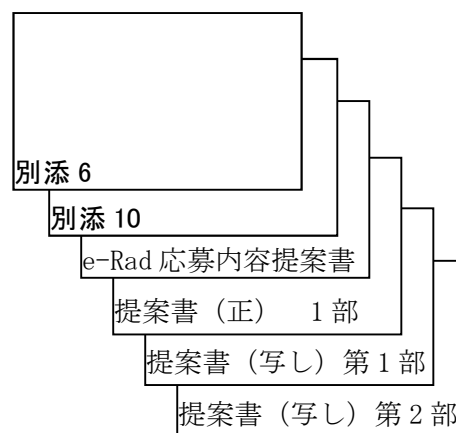 別添 6
別添 10
e-Rad 応募内容提案書
提案書（正）　1 部
提案書（写し）第 1 部
提案書（写し）第 2 部